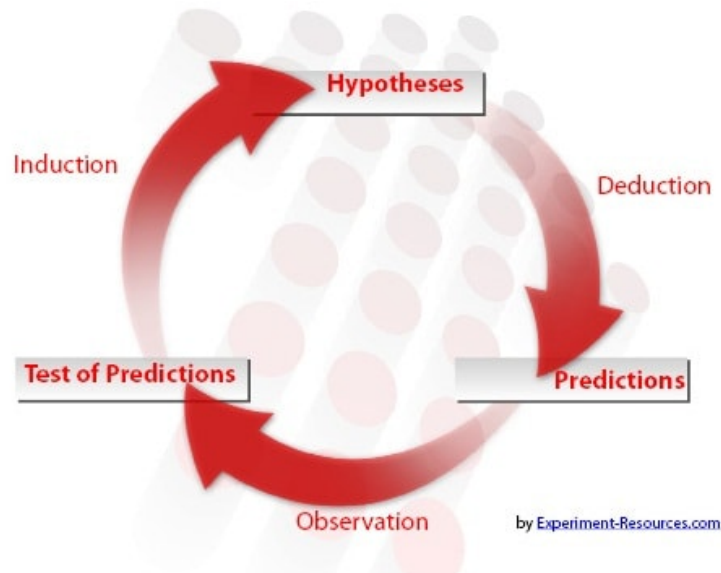 Hypotheses
Induction
Deduction
Test of Predictions
Predictions
Observation
by Experiment-Resources.com